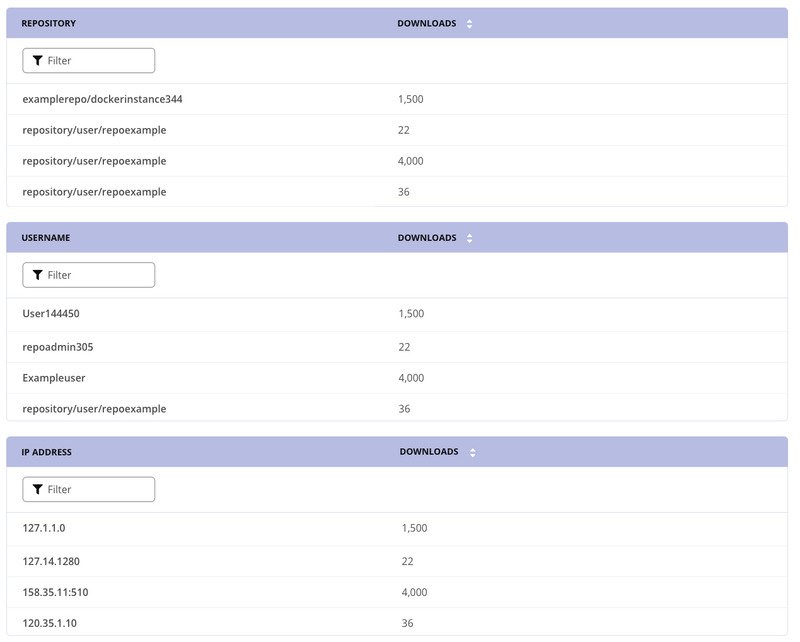 REPOSITORY DOWNLOADS
Filter
examplerepo/dockerinstance344 1,500
repository/user/repoexample 22
repository/user/repoexample 4,000
repository/user/repoexample 36
USERNAME DOWNLOADS
Filter
User144450 1,500
repoadmin305 22
Exampleuser 4,000
repository/user/repoexample 36
IP ADDRESS DOWNLOADS
Filter
127.1.1.0 1,500
127.14.1280 22
158.35.11:510 4,000
120.35.1.10 36